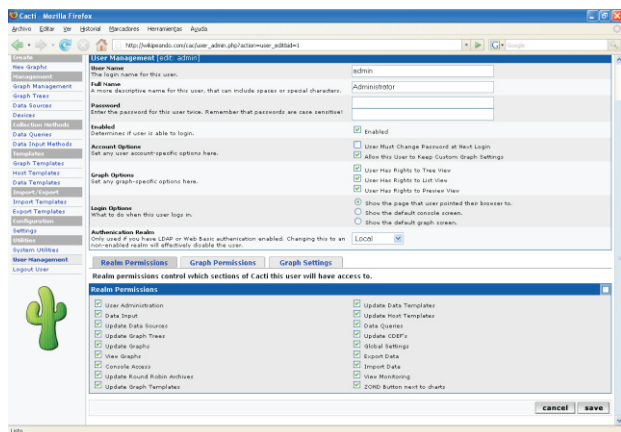 Cacti - Mozilla Firefox
Archivo Editar Ver Historial Marcadores Herramientas Ayuda
http://wikipeando.com/cac/user_admin.php?action=user_edit&id=1
Google
Create
New Graphs
Management
Graph Management
Graph Trees
Data Sources
Devices
Collection Methods
Data Queries
Data Input Methods
Templates
Graph Templates
Host Templates
Data Templates
Import/Export
Import Templates
Export Templates
Configuration
Settings
Utilities
System Utilities
User Management
Logout User
User Management [edit: admin]
User Name
The login name for this user.
admin
Full Name
A more descriptive name for this user, that can include spaces or special characters.
Administrator
Password
Enter the password for this user twice. Remember that passwords are case sensitive!
Enabled
Determines if user is able to login.
Enabled
Account Options
Set any user account-specific options here.
User Must Change Password at Next Login
Allow this User to Keep Custom Graph Settings
Graph Options
Set any graph-specific options here.
User Has Rights to Tree View
User Has Rights to List View
User Has Rights to Preview View
Login Options
What to do when this user logs in.
Show the page that user pointed their browser to.
Show the default console screen.
Show the default graph screen.
Authentication Realm
Only used if you have LDAP or Web Basic authentication enabled. Changing this to an
non-enabled realm will effectively disable the user.
Local
Realm Permissions Graph Permissions Graph Settings
Realm permissions control which sections of Cacti this user will have access to.
Realm Permissions
User Administration
Data Input
Update Data Sources
Update Graph Trees
Update Graphs
View Graphs
Console Access
Update Round Robin Archives
Update Graph Templates
Update Data Templates
Update Host Templates
Data Queries
Update CDEF's
Global Settings
Export Data
Import Data
View Monitoring
ZOND Button next to charts
cancel save
Listo